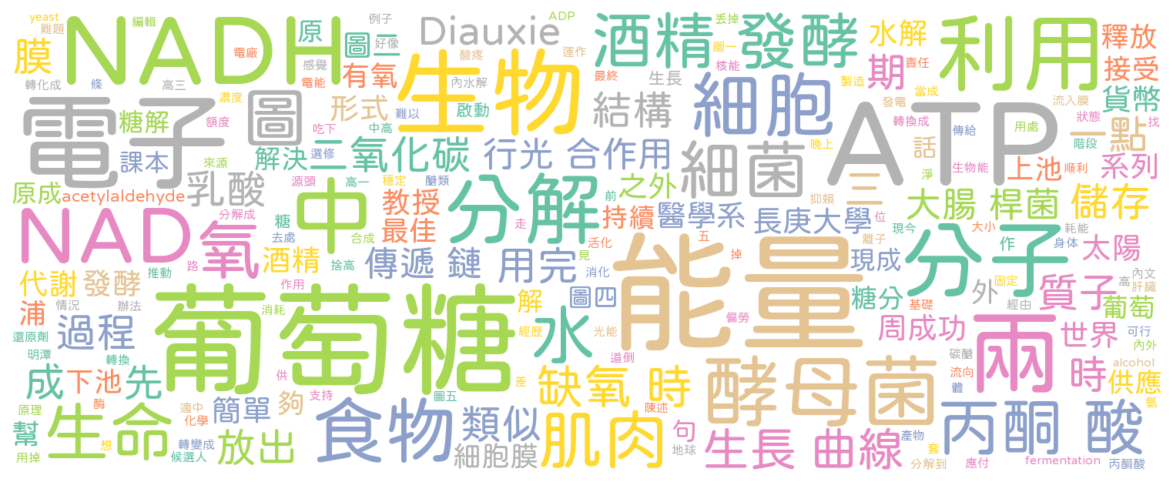 yeast
編輯
例子
ADP
難題
NADH
電廠
原
圖二
好像
Diauxie
丟掉
圖一
酒精 發酵
水解
利用
釋放
膜
感覺
有氧
酸疼
運作
核能
期
責任
接受
轉化成
條
高三
電能
生物
內水解
最終
生長
製造
當成
貨幣
電子
圖
濃度
形式
難以
啟動
結構
細胞
發電
ATP
流入膜
狀態
找
糖解
額度
吃下
中高
轉換成
傳給
用處
一點
階段
課本
來源
解決
選修
二氧化碳
行光 合作用
細菌
晚上
話
生物能
上池
順利
系列
原成
acetylaldehyde
乳酸
源頭
高一
穩定
醣類
前
之外
抑賴
三
淨
大腸 桿菌
儲存
NAD
氧
分解成
糖
中
教授
最佳
走
分解
持續
醫學系
長庚大學
位
現今
大小
作
耗能
去處
合成
活化
見
五
掉
離子
身体
太陽
代謝
發酵
推動
路
酒精
捨高
傳遞 鏈
用完
消化
能量
現成
分子
固定
高
內文
肝臟
浦
情況
辦法
作用
消耗
解
圖四
糖分
基礎
外
經由
質子
葡萄
還原劑
過程
葡萄糖
經歷
水
光能
偏勞
周成功
世界
可行
內外
明澤
轉換
道倒
碳醣
兩
alcohol
成
下池
先
供
支持
圖五
差
缺氧 時
酵母菌
流向
體
時
供應
氫
原理
酶
適中
化學
簡單
夠
陳述
丙酮 酸
幫
生命
食物
類似
肌肉
句
生長 曲線
產物
套
用掉
想
轉變成
候選人
放出
細胞膜
地球
分解到
應付
fermentation
丙酮酸